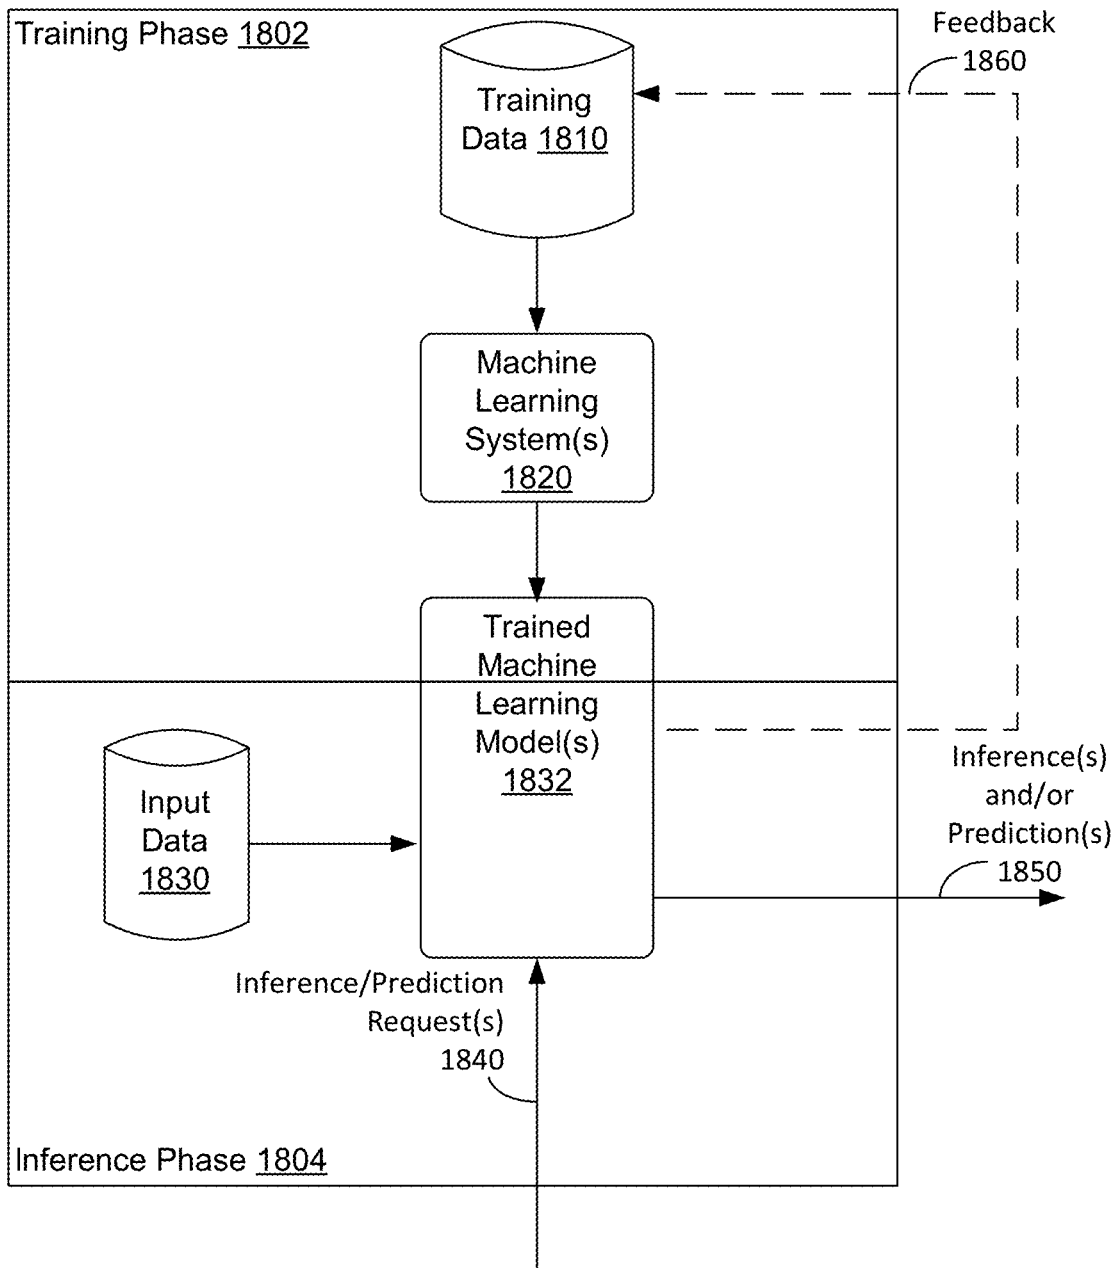 Training Phase 1802
Feedback
1860
Training
Data 1810
Machine
Learning
System(s)
1820
Trained
Machine
Learning
Model(s)
1832
Input
Data
1830
Inference(s)
and/or
Prediction(s)
1850
Inference/Prediction
Request(s)
1840
Inference Phase 1804